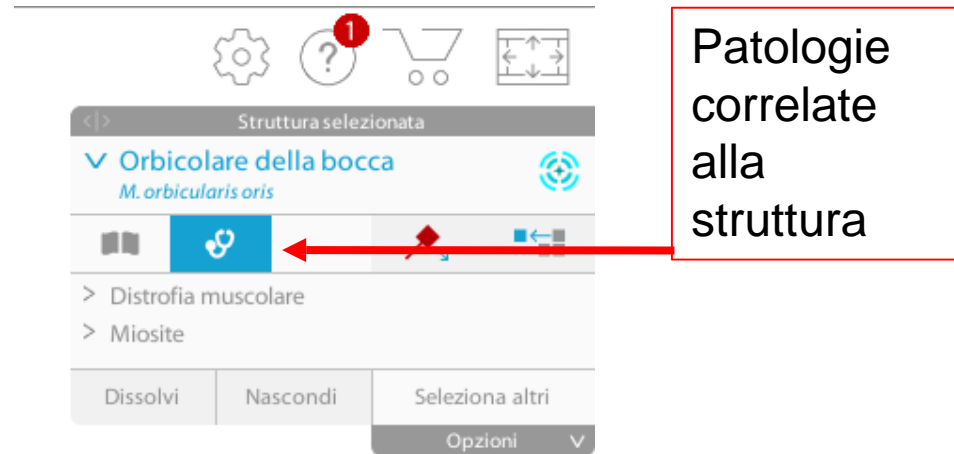 1
Struttura selezionata
Orbicolare della bocca
M. orbicularis oris
> Distrofia muscolare
> Miosite
Dissolvi Nascondi Seleziona altri
Opzioni
Patologie
correlate
alla
struttura